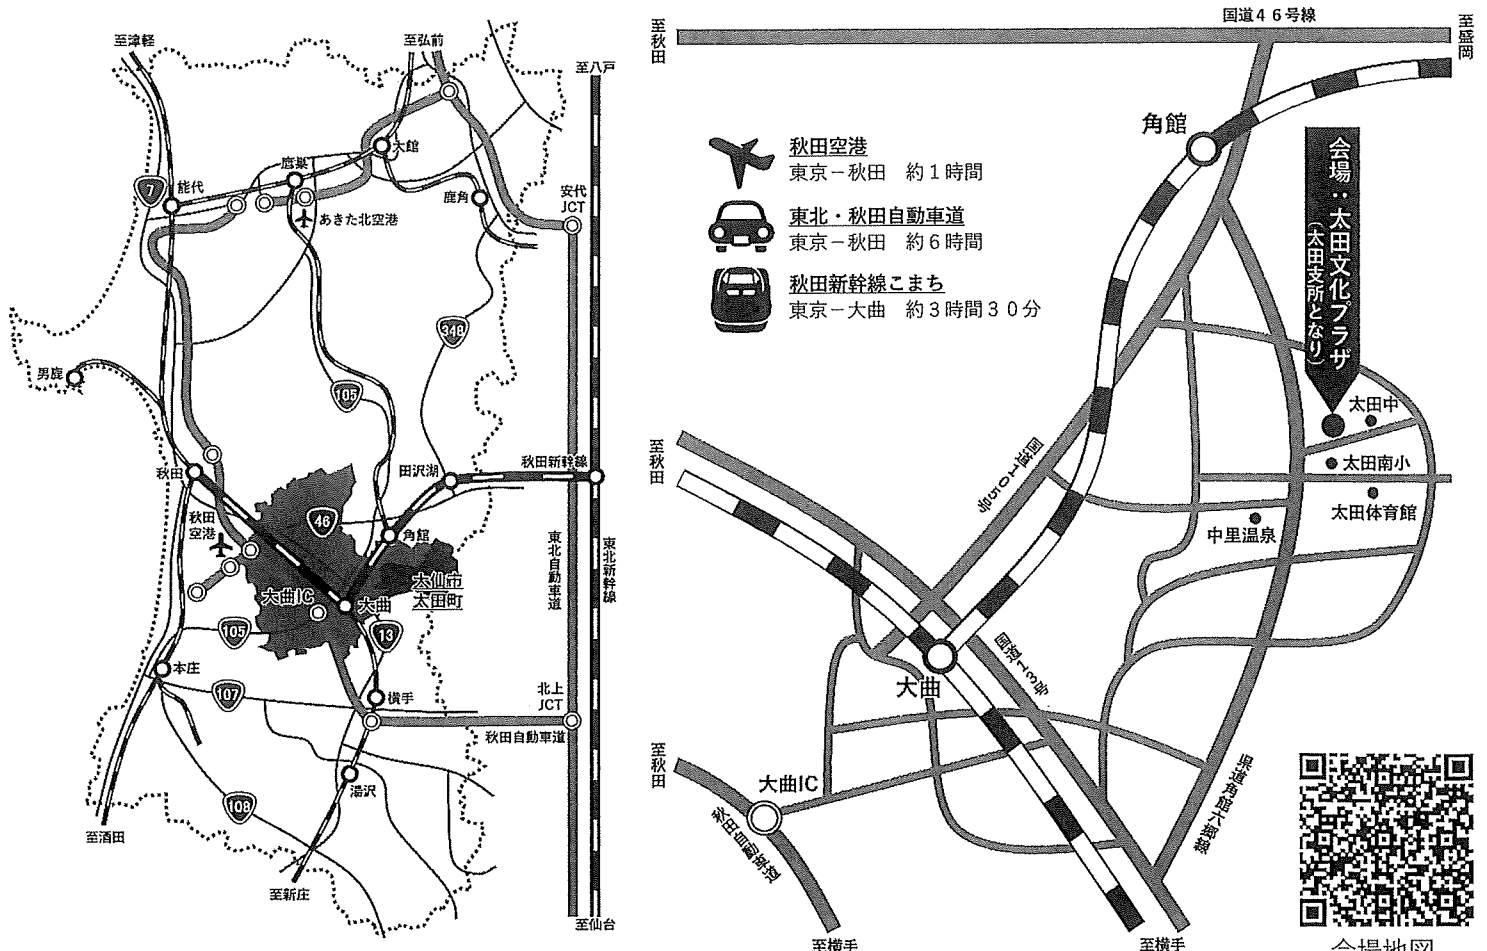 至津軽
至弘前
至八戸
大館
鷹巣
7
能代
鹿角
安代
JCT
あきた北空港
348
男鹿
105
秋田
田沢湖
秋田新幹線
秋田
空港
46
角館
東北自動車道
東北新幹線
大仙市
太田町
大曲IC
大曲
105
13
本庄
107
横手
北上
JCT
秋田自動車道
湯沢
108
至酒田
至新庄
至仙台
国道46号線
至秋田
至盛岡
角館
秋田空港
東京−秋田 約1時間
東北・秋田自動車道
東京−秋田 約6時間
秋田新幹線こまち
東京−大曲 約3時間30分
会場：太田文化プラザ
（太田支所となり）
太田中
太田南小
太田体育館
中里温泉
至秋田
国道105号
国道13号
大曲
至秋田
大曲IC
秋田自動車道
県道角館六郷線
至横手
至横手
会場地図